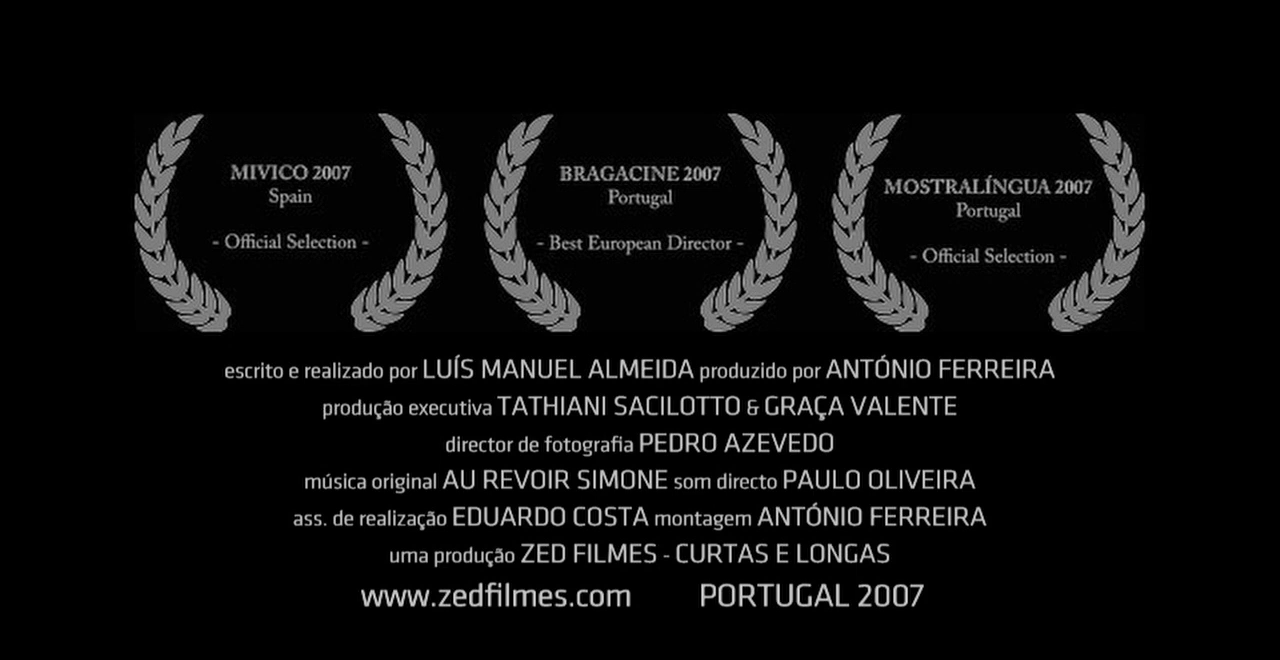 MIVICO 2007
Spain
- Official Selection -
BRAGACINE 2007
Portugal
- Best European Director -
MOSTRALÍNGUA 2007
Portugal
- Official Selection -
escrito e realizado por LUÍS MANUEL ALMEIDA produzido por ANTÓNIO FERREIRA
produção executiva TATHIANI SACILOTTO & GRAÇA VALENTE
director de fotografia PEDRO AZEVEDO
música original AU REVOIR SIMONE som directo PAULO OLIVEIRA
ass. de realização EDUARDO COSTA montagem ANTÓNIO FERREIRA
uma produção ZED FILMES - CURTAS E LONGAS
www.zedfilmes.com PORTUGAL 2007